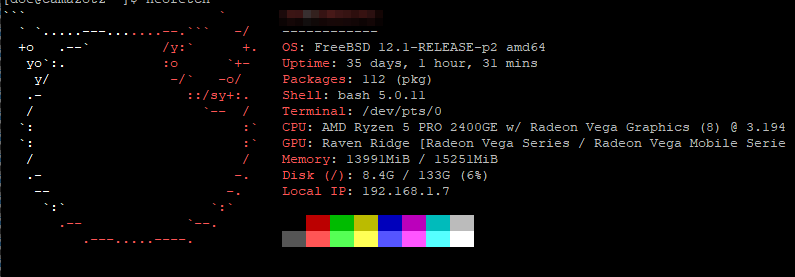 [doe@camazotz ~]$ neofetch
OS: FreeBSD 12.1-RELEASE-p2 amd64
Uptime: 35 days, 1 hour, 31 mins
Packages: 112 (pkg)
Shell: bash 5.0.11
Terminal: /dev/pts/0
CPU: AMD Ryzen 5 PRO 2400GE w/ Radeon Vega Graphics (8) @ 3.194
GPU: Raven Ridge [Radeon Vega Series / Radeon Vega Mobile Serie
Memory: 13991MiB / 15251MiB
Disk (/): 8.4G / 133G (6%)
Local IP: 192.168.1.7